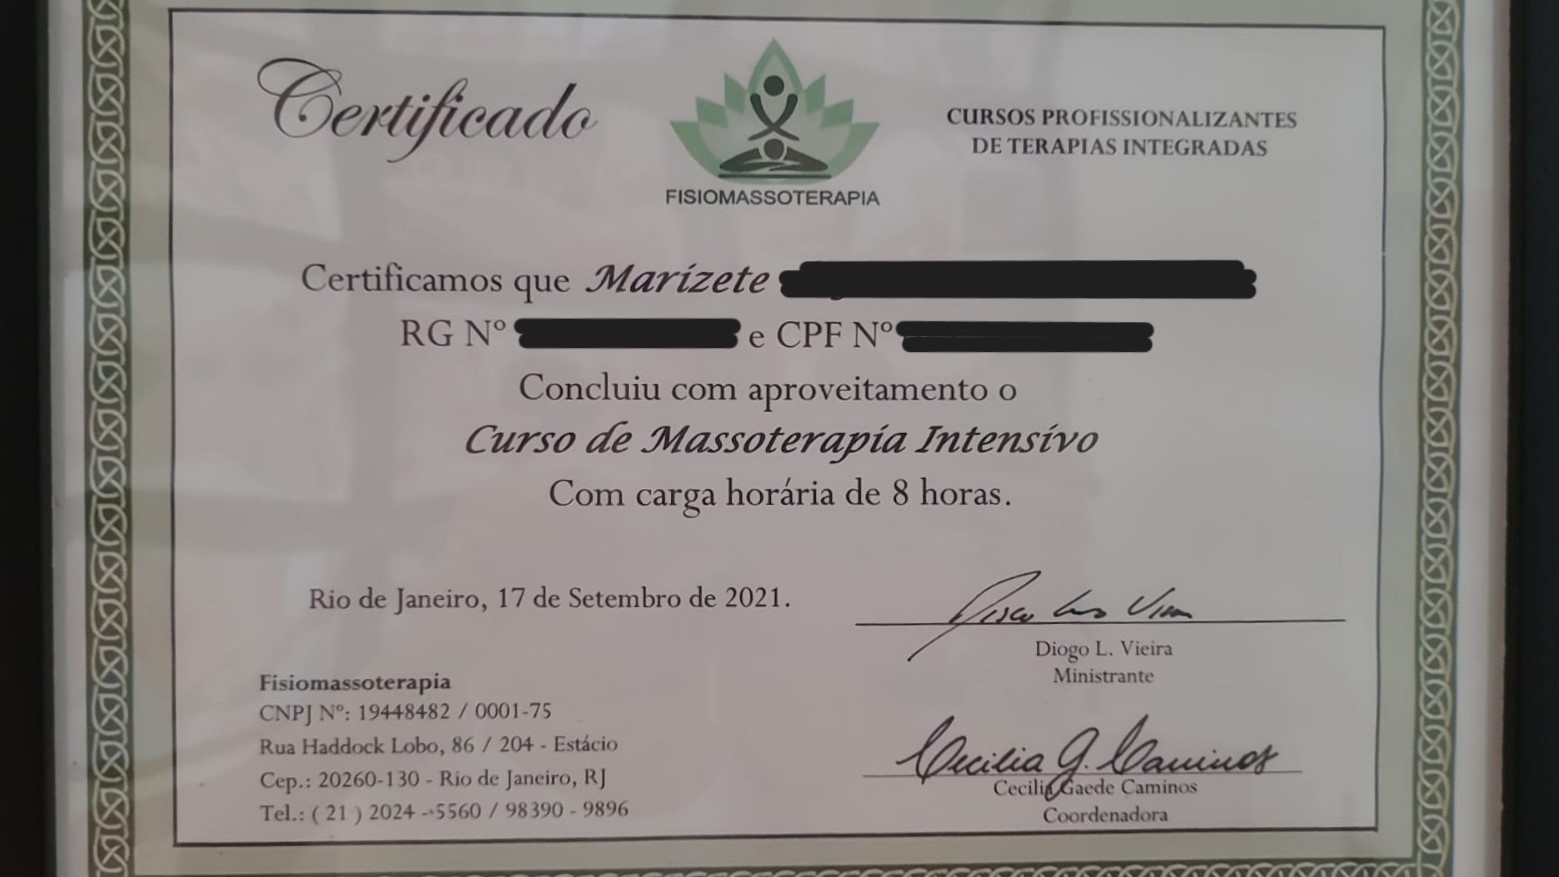 Certificado
FISIOMASSOTERAPIA
CURSOS PROFISSIONALIZANTES
DE TERAPIAS INTEGRADAS
Certificamos que Marizete
RG Nº e CPF Nº
Concluiu com aproveitamento o
Curso de Massoterapia Intensivo
Com carga horária de 8 horas.
Rio de Janeiro, 17 de Setembro de 2021.
Diogo L. Vieira
Ministrante
Fisiomassoterapia
CNPJ Nº: 19448482 / 0001-75
Rua Haddock Lobo, 86 / 204 - Estácio
Cep.: 20260-130 - Rio de Janeiro, RJ
Tel.: ( 21 ) 2024 -5560 / 98390 - 9896
Cecilia G. Caminos
Cecilia Gaede Caminos
Coordenadora